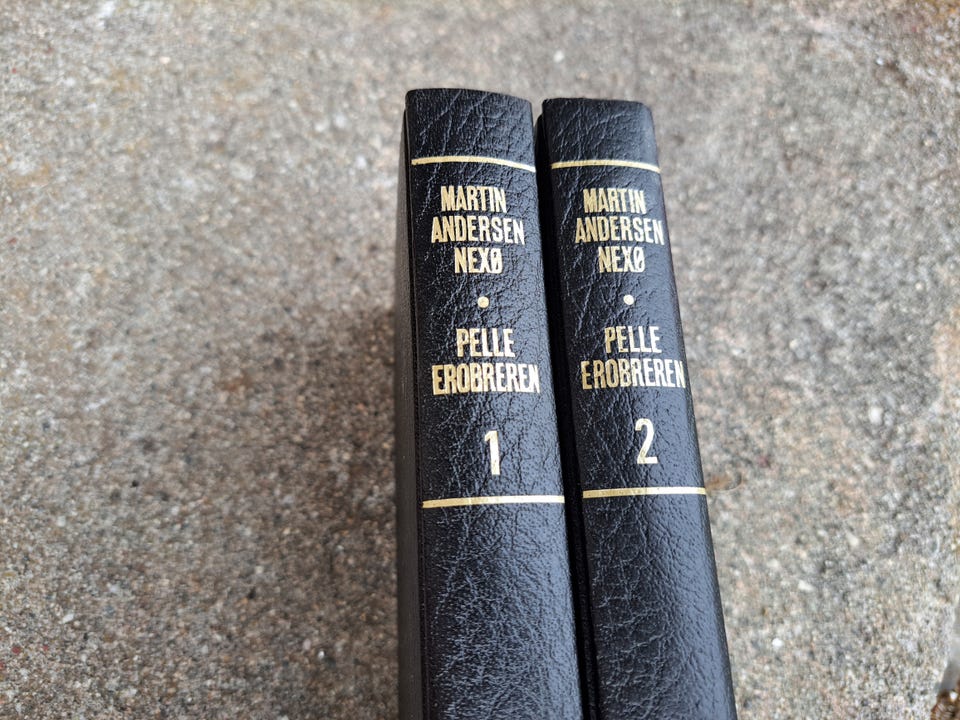 MARTIN
ANDERSEN
NEXØ
PELLE
EROBREREN
1
MARTIN
ANDERSEN
NEXØ
PELLE
EROBREREN
2